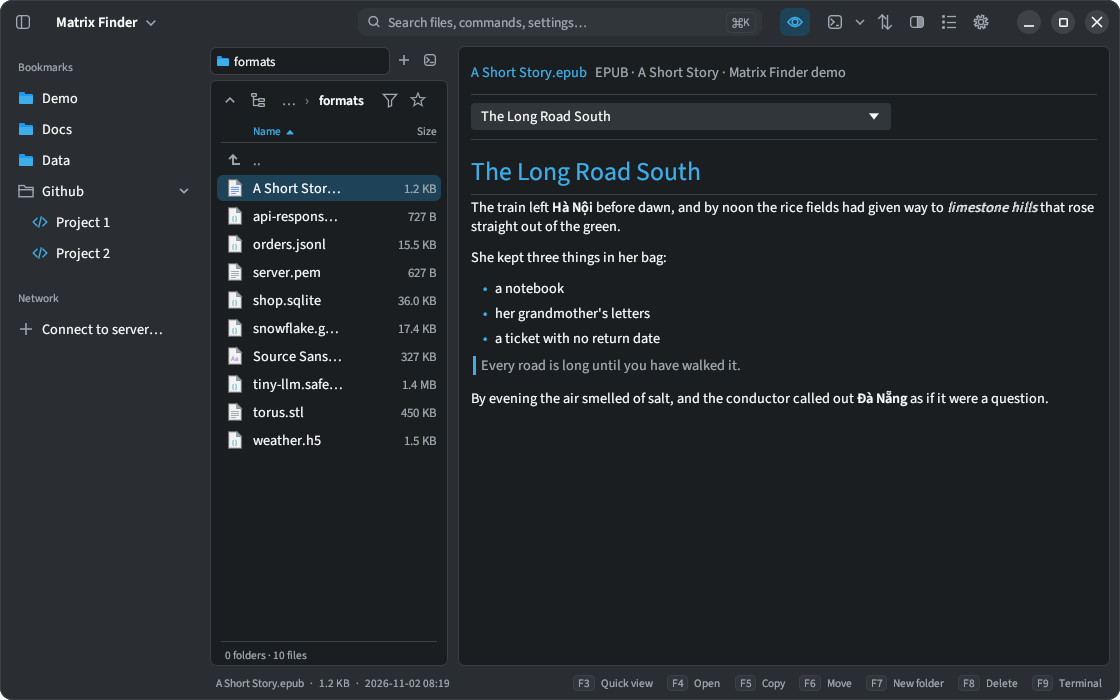 Matrix Finder
Search files, commands, settings…
⌘K
Bookmarks
Demo
Docs
Data
Github
Project 1
Project 2
Network
Connect to server…
formats
… › formats
Name
Size
..
A Short Stor… 1.2 KB
api-respons… 727 B
orders.jsonl 15.5 KB
server.pem 627 B
shop.sqlite 36.0 KB
snowflake.g… 17.4 KB
Source Sans… 327 KB
tiny-llm.safe… 1.4 MB
torus.stl 450 KB
weather.h5 1.5 KB
0 folders · 10 files
A Short Story.epub EPUB · A Short Story · Matrix Finder demo
The Long Road South
The Long Road South
The train left Hà Nội before dawn, and by noon the rice fields had given way to limestone hills that rose
straight out of the green.
She kept three things in her bag:
• a notebook
• her grandmother's letters
• a ticket with no return date
Every road is long until you have walked it.
By evening the air smelled of salt, and the conductor called out Đà Nẵng as if it were a question.
A Short Story.epub · 1.2 KB · 2026-11-02 08:19
F3 Quick view F4 Open F5 Copy F6 Move F7 New folder F8 Delete F9 Terminal